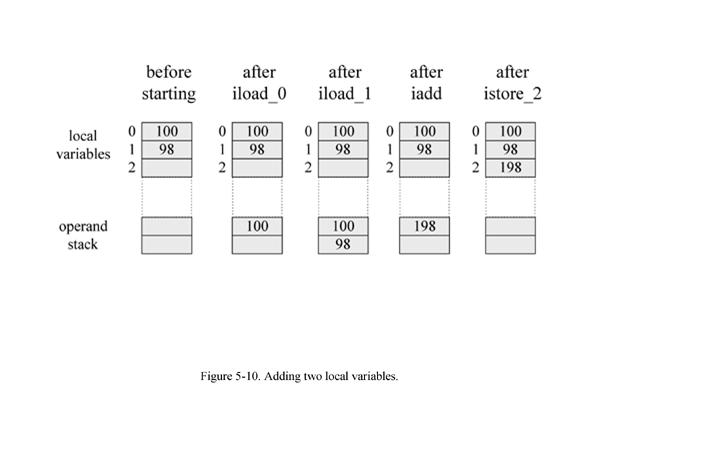 before after after after after
starting iload_0 iload_1 iadd istore_2
local 0 100 0 100 0 100 0 100 0 100
variables 1 98 1 98 1 98 1 98 1 98
2 2 2 2 2 198
operand 100 100 198
stack 98
Figure 5-10. Adding two local variables.